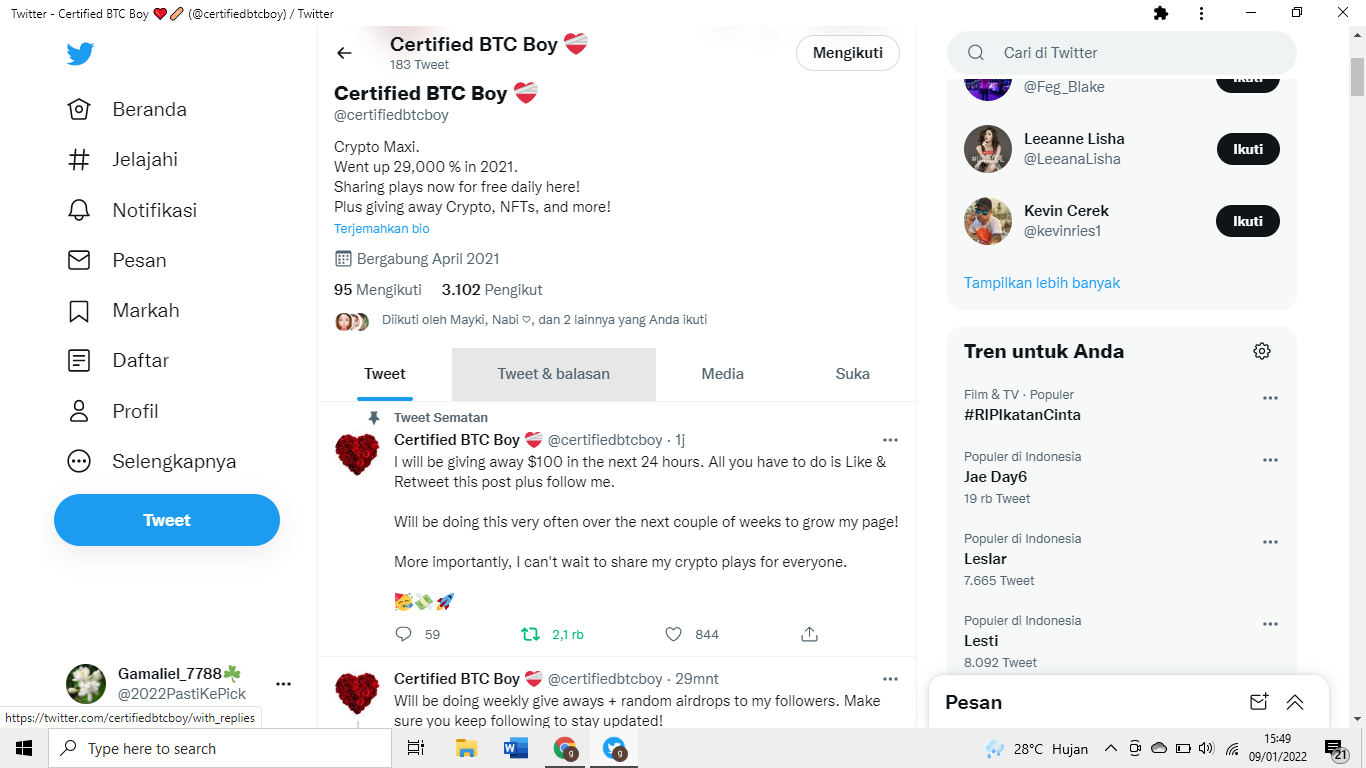 Twitter - Certified BTC Boy ❤️🩹 (@certifiedbtcboy) / Twitter
Beranda
Jelajahi
Notifikasi
Pesan
Markah
Daftar
Profil
Selengkapnya
Tweet
Gamaliel_7788☘️
@2022PastiKePick
https://twitter.com/certifiedbtcboy/with_replies
Certified BTC Boy
183 Tweet
Mengikuti
Certified BTC Boy
@certifiedbtcboy
Crypto Maxi.
Went up 29,000 % in 2021.
Sharing plays now for free daily here!
Plus giving away Crypto, NFTs, and more!
Terjemahkan bio
Bergabung April 2021
95 Mengikuti 3.102 Pengikut
Diikuti oleh Mayki, Nabi ♡, dan 2 lainnya yang Anda ikuti
Tweet Tweet & balasan Media Suka
Tweet Sematan
Certified BTC Boy @certifiedbtcboy · 1j
I will be giving away $100 in the next 24 hours. All you have to do is Like &
Retweet this post plus follow me.
Will be doing this very often over the next couple of weeks to grow my page!
More importantly, I can't wait to share my crypto plays for everyone.
🥳💸🚀
59 2,1 rb 844
Certified BTC Boy @certifiedbtcboy · 29mnt
Will be doing weekly give aways + random airdrops to my followers. Make
sure you keep following to stay updated!
Cari di Twitter
@Feg_Blake
Ikuti
Leeanne Lisha
@LeeanaLisha
Ikuti
Kevin Cerek
@kevinries1
Ikuti
Tampilkan lebih banyak
Tren untuk Anda
Film & TV · Populer
#RIPIkatanCinta
Populer di Indonesia
Jae Day6
19 rb Tweet
Populer di Indonesia
Leslar
7.665 Tweet
Populer di Indonesia
Lesti
8.092 Tweet
Pesan
Type here to search
28°C Hujan
15:49
09/01/2022
21